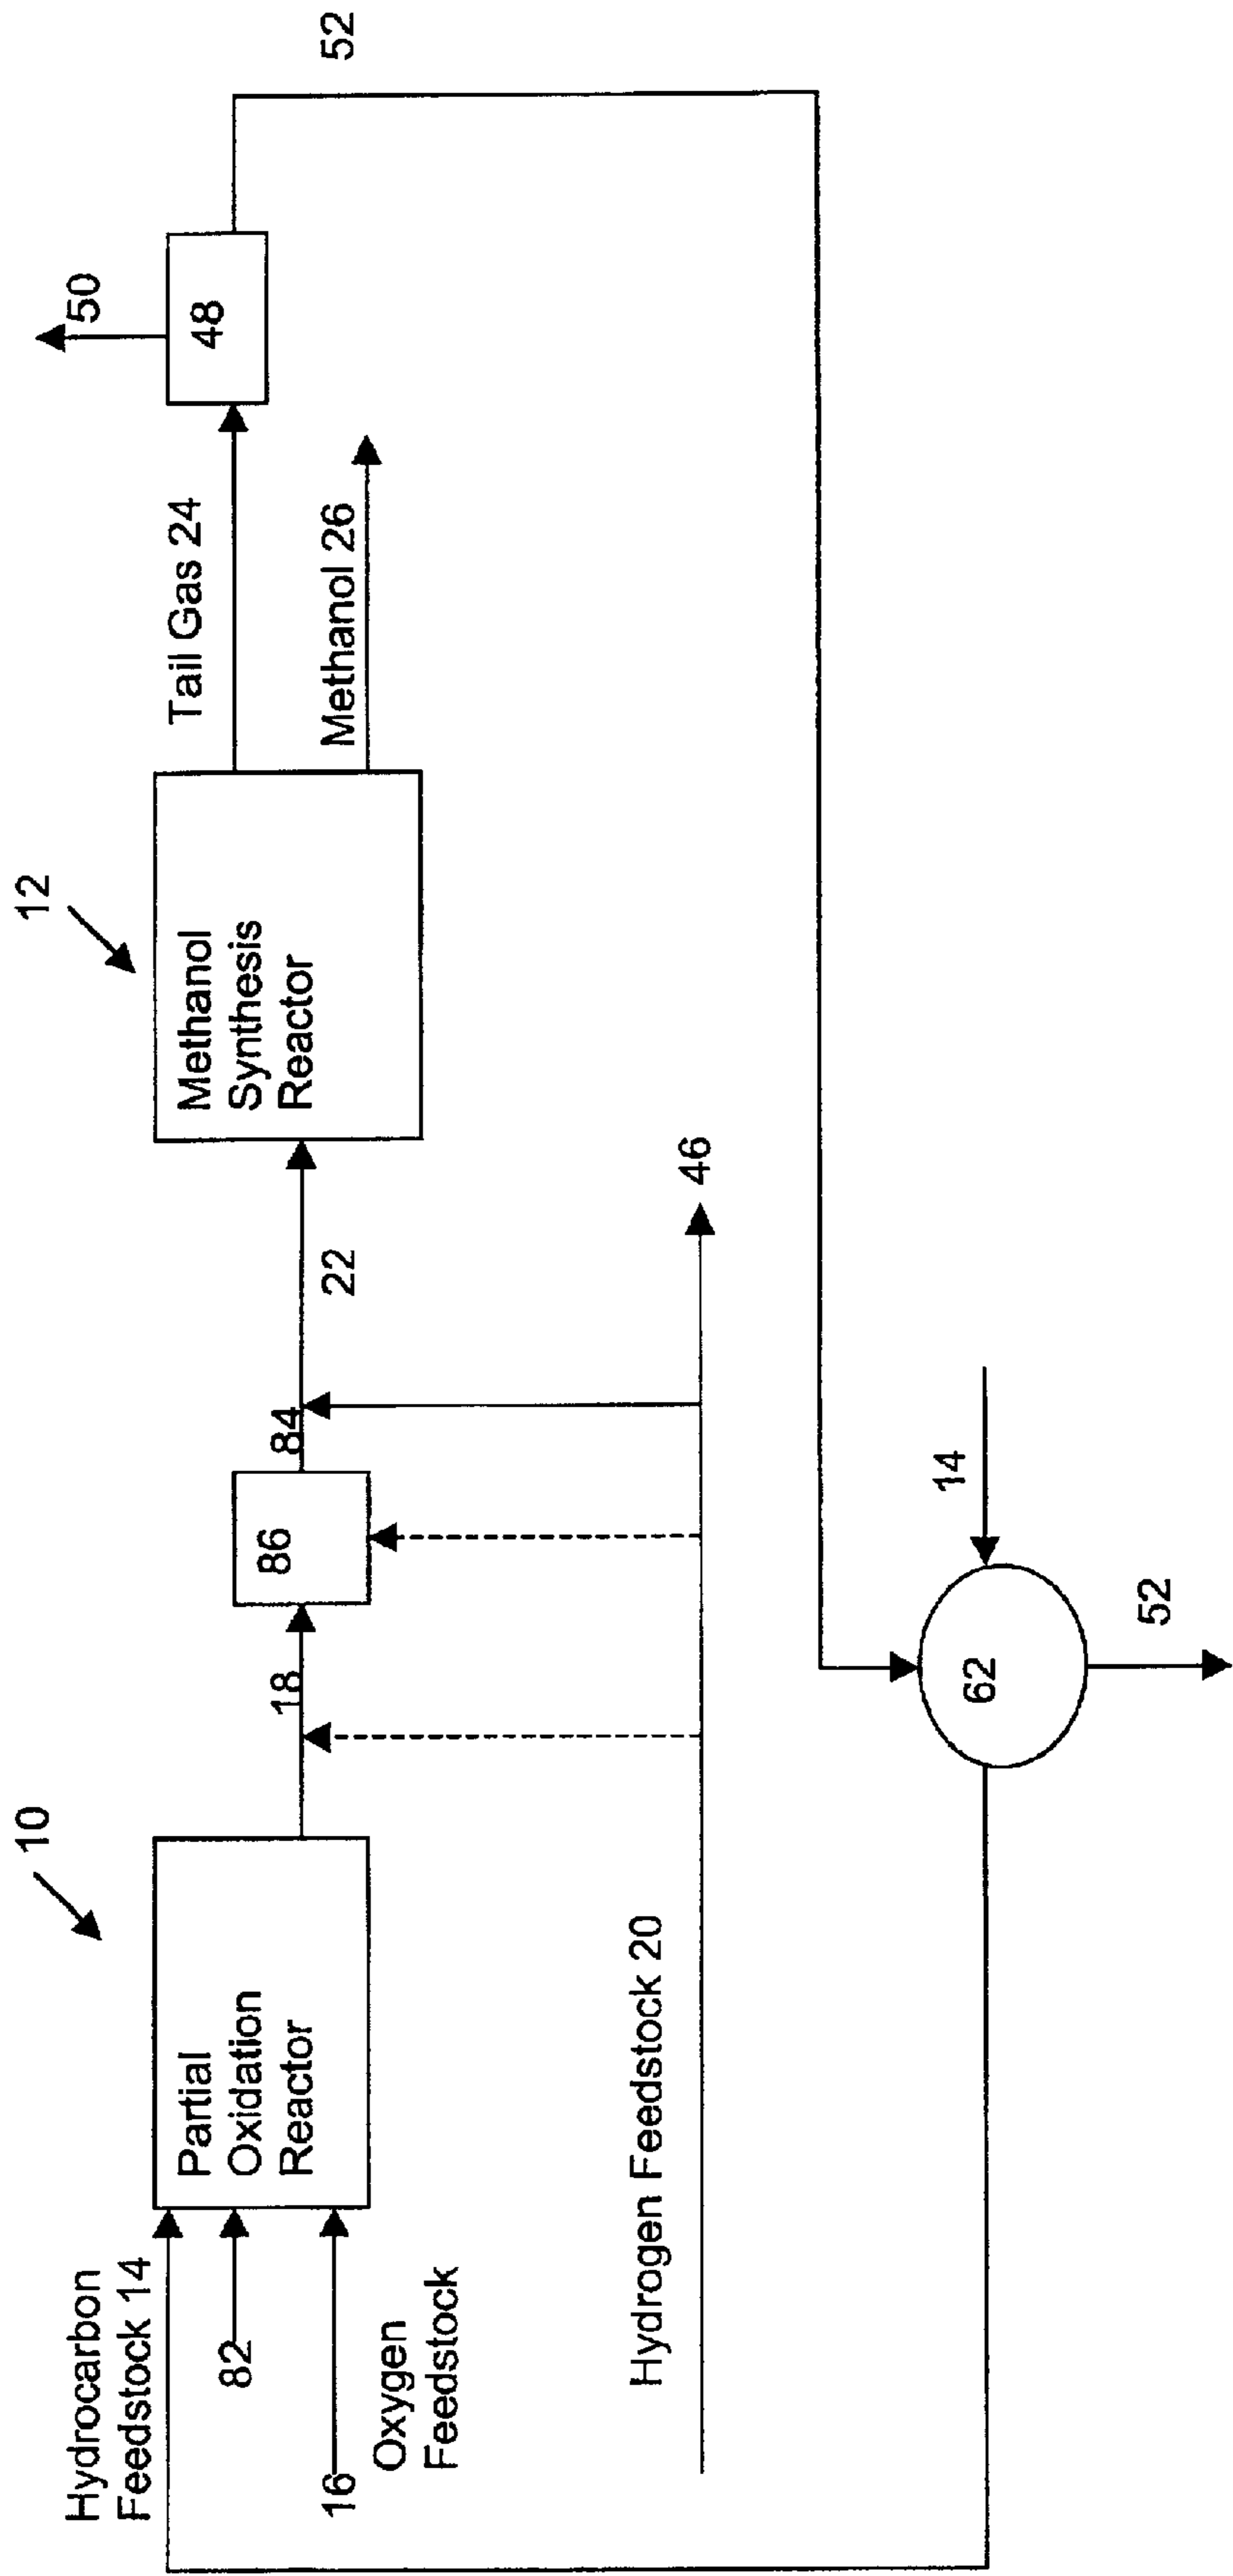 10
12
52
50
Hydrocarbon
Feedstock 14
82
16
Oxygen
Feedstock
Partial
Oxidation
Reactor
18
86
84
22
Methanol
Synthesis
Reactor
Tail Gas 24
Methanol 26
48
Hydrogen Feedstock 20
46
14
62
52